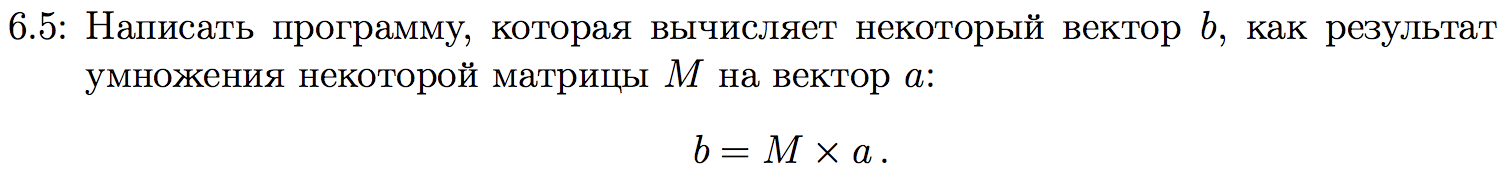 6.5: Написать программу, которая вычисляет некоторый вектор b, как результат
умножения некоторой матрицы M на вектор a:
b = M × a .